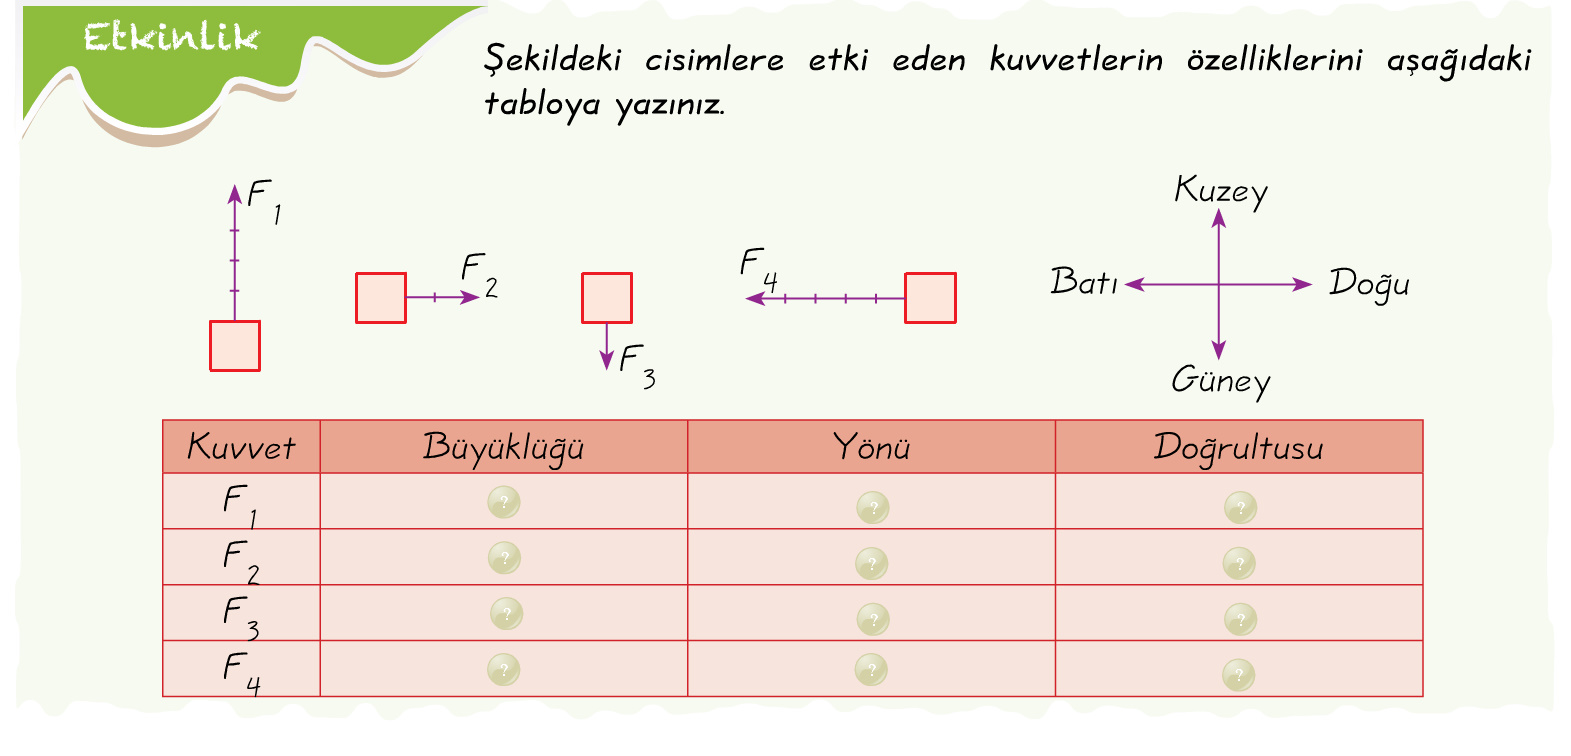 Etkinlik
Şekildeki cisimlere etki eden kuvvetlerin özelliklerini aşağıdaki
tabloya yazınız.
F1
F2
F3
F4
Kuzey
Batı
Doğu
Güney
Kuvvet Büyüklüğü Yönü Doğrultusu
F1 ? ? ?
F2 ? ? ?
F3 ? ? ?
F4 ? ? ?